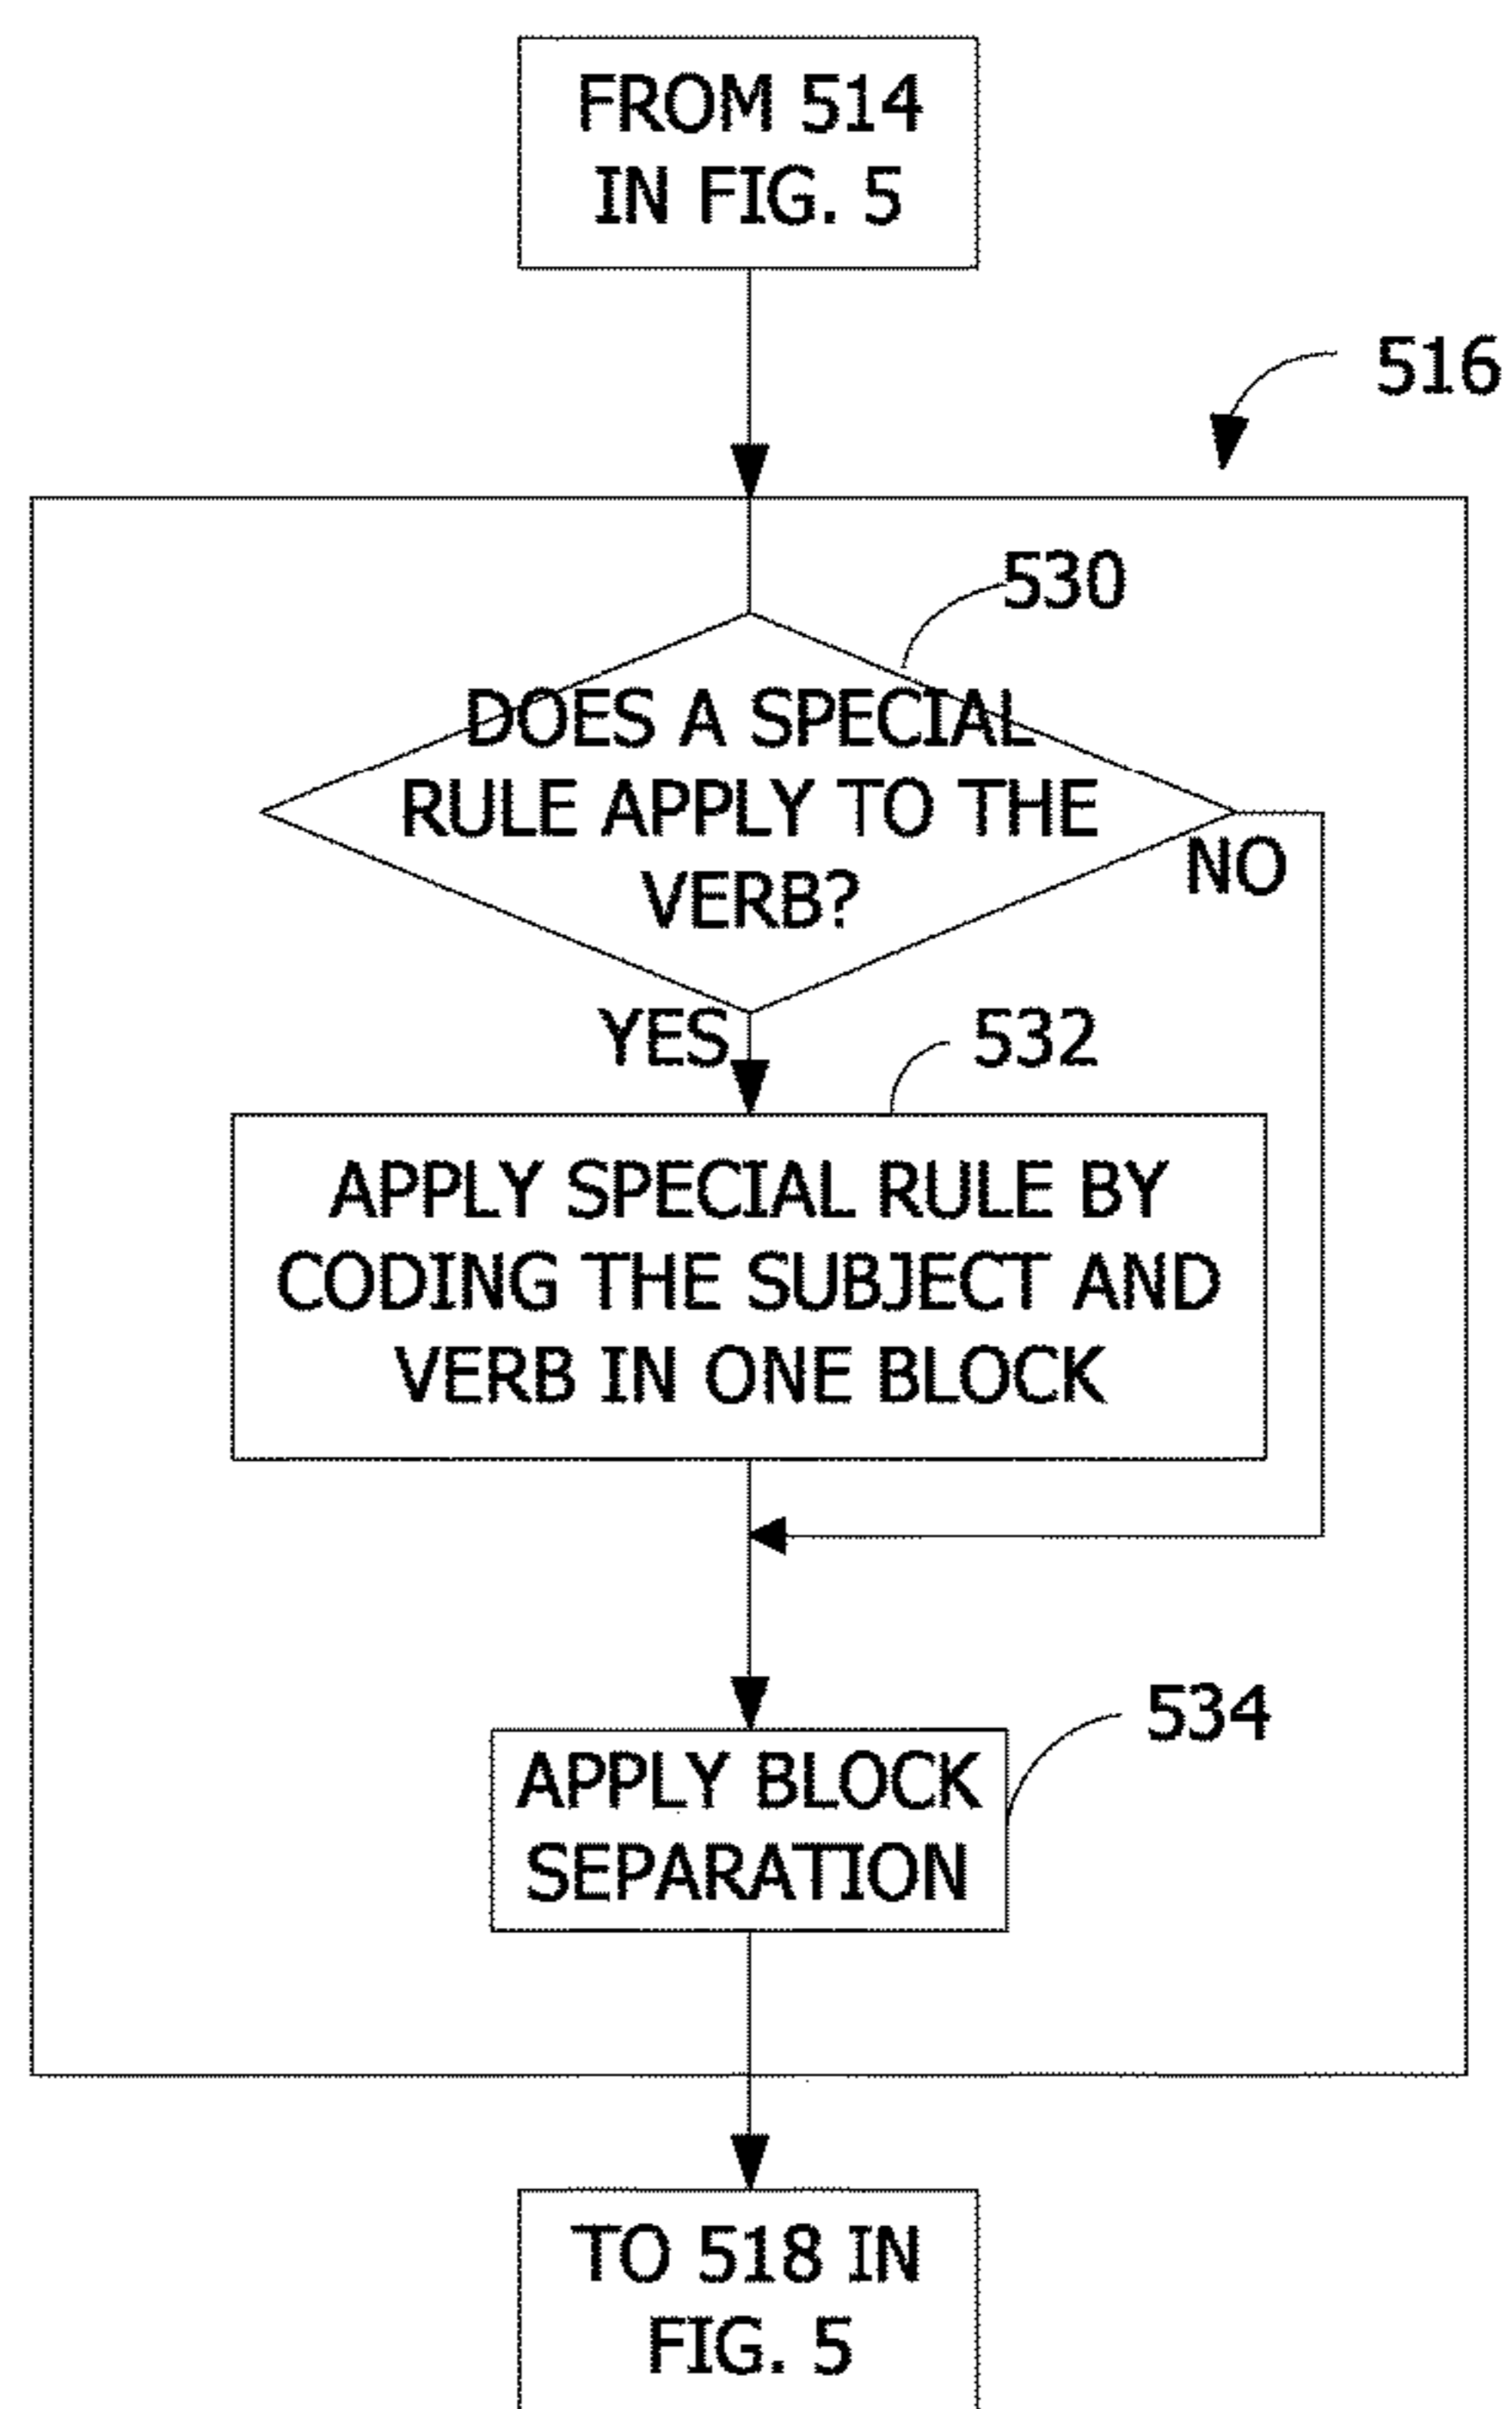 FROM 514
IN FIG. 5
516
530
DOES A SPECIAL
RULE APPLY TO THE
VERB?
NO
YES
532
APPLY SPECIAL RULE BY
CODING THE SUBJECT AND
VERB IN ONE BLOCK
534
APPLY BLOCK
SEPARATION
TO 518 IN
FIG. 5